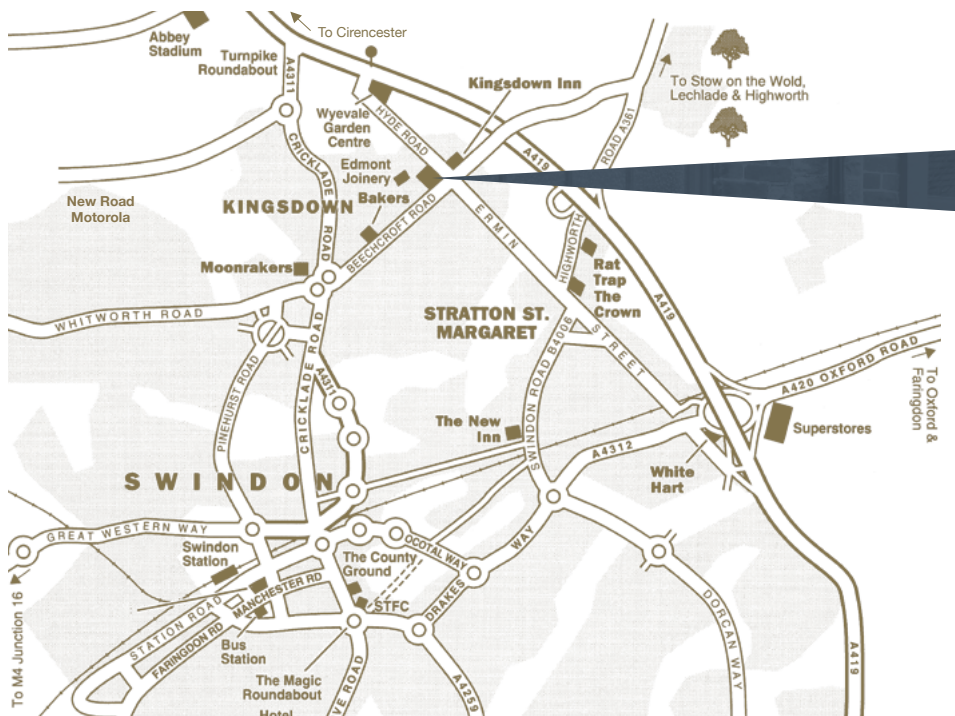 To Cirencester
Abbey
Stadium
Turnpike
Roundabout
A4311
Kingsdown Inn
To Stow on the Wold,
Lechlade & Highworth
Wyevale
Garden
Centre
HYDE ROAD
CRICKLADE
ROAD
A419
ROAD A361
Edmont
Joinery
New Road
Motorola
KINGSDOWN
Bakers
BEECHCROFT ROAD
ERMIN
STREET
HIGHWORTH
Moonrakers
Rat
Trap
The
Crown
A419
WHITWORTH ROAD
STRATTON ST.
MARGARET
PINEHURST ROAD
CRICKLADE ROAD
A4311
SWINDON ROAD B4006
A420 OXFORD ROAD
To Oxford &
Faringdon
The New
Inn
A4312
Superstores
White
Hart
SWINDON
GREAT WESTERN WAY
Swindon
Station
The County
Ground
OCOTAL WAY
DRAKES
WAY
STFC
MANCHESTER RD
STATION ROAD
FARINGDON RD
Bus
Station
The Magic
Roundabout
Hotel
VE ROAD
A4259
DORCAN WAY
A419
To M4 Junction 16